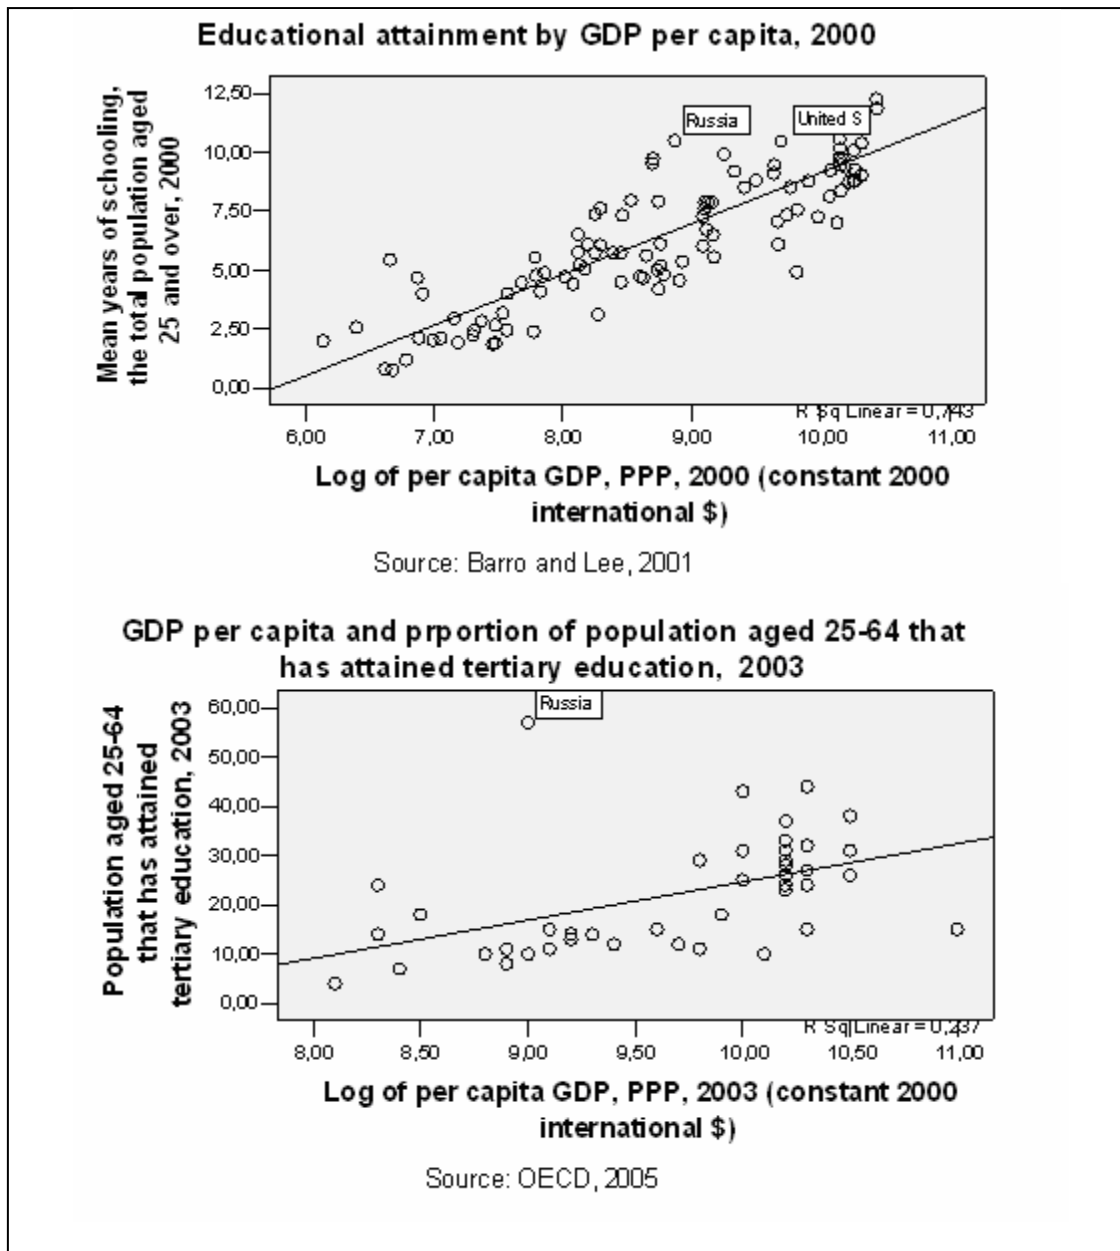 Educational attainment by GDP per capita, 2000
Mean years of schooling,
the total population aged
25 and over, 2000
12,50
10,00
7,50
5,00
2,50
0,00
Russia
United S
R Sq Linear = 0,743
6,00 7,00 8,00 9,00 10,00 11,00
Log of per capita GDP, PPP, 2000 (constant 2000
international $)
Source: Barro and Lee, 2001
GDP per capita and prportion of population aged 25-64 that
has attained tertiary education, 2003
Population aged 25-64
that has attained
tertiary education, 2003
60,00
50,00
40,00
30,00
20,00
10,00
0,00
Russia
R Sq Linear = 0,237
8,00 8,50 9,00 9,50 10,00 10,50 11,00
Log of per capita GDP, PPP, 2003 (constant 2000
international $)
Source: OECD, 2005